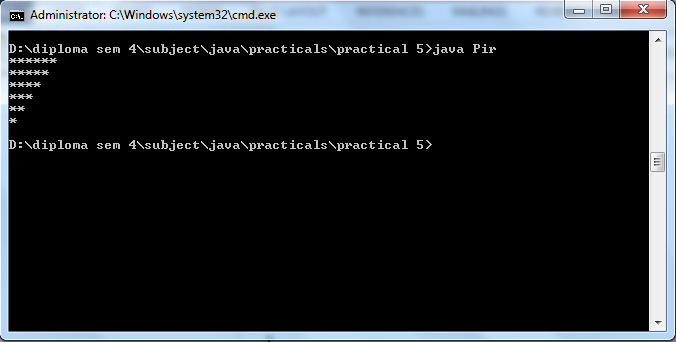 Administrator: C:\Windows\system32\cmd.exe
D:\diploma sem 4\subject\java\practicals\practical 5>java Pir
******
*****
****
***
**
*
D:\diploma sem 4\subject\java\practicals\practical 5>